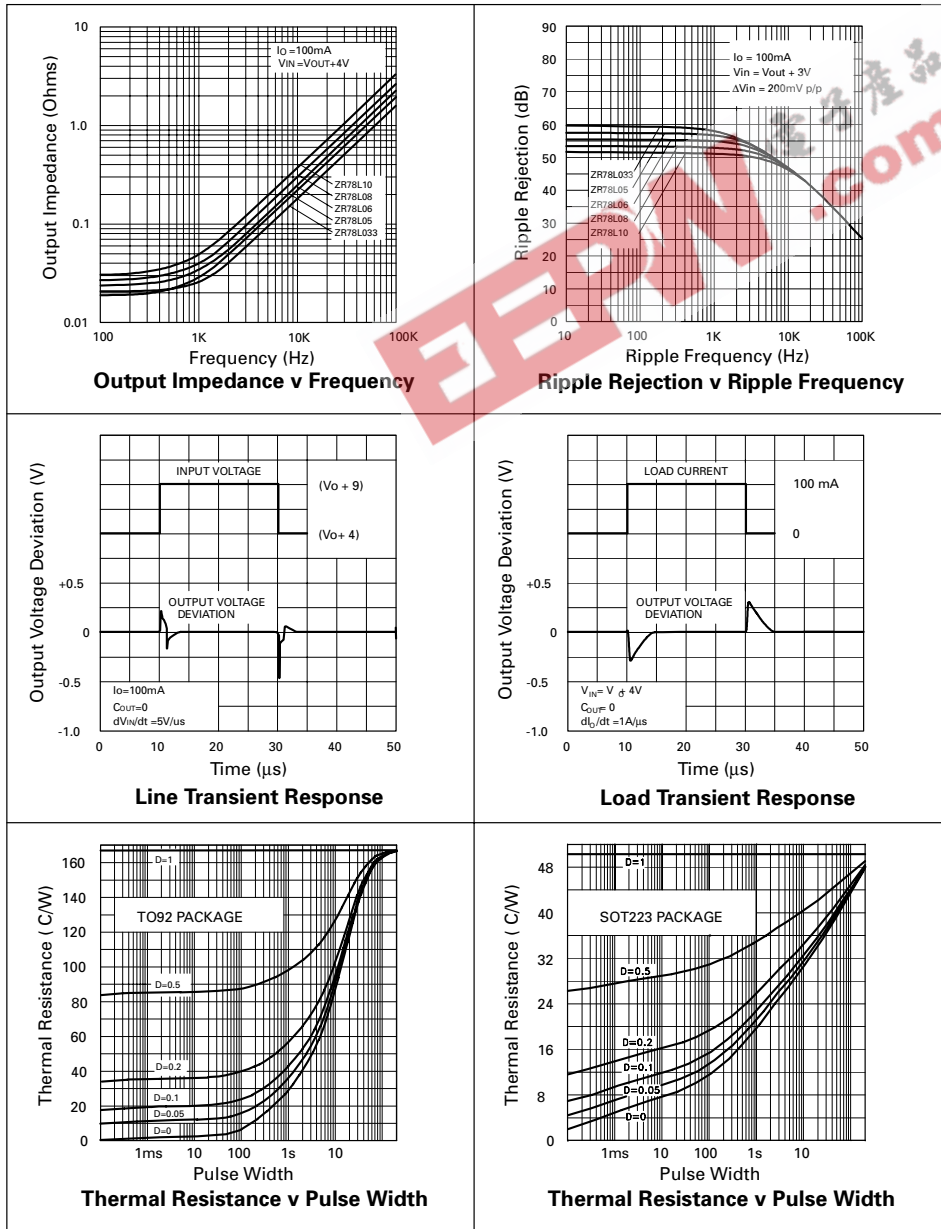 10
1.0
0.1
0.01
Output Impedance (Ohms)
IO =100mA
VIN =VOUT+4V
ZR78L10
ZR78L08
ZR78L06
ZR78L05
ZR78L033
100
1K
10K
100K
Frequency (Hz)
Output Impedance v Frequency
90
80
70
60
50
40
30
20
10
0
Ripple Rejection (dB)
Io = 100mA
Vin = Vout + 3V
ΔVin = 200mV p/p
ZR78L033
ZR78L05
ZR78L06
ZR78L08
ZR78L10
10
100
1K
10K
100K
Ripple Frequency (Hz)
Ripple Rejection v Ripple Frequency
EEPW
.com
電子產品
Output Voltage Deviation (V)
INPUT VOLTAGE
(Vo + 9)
(Vo+ 4)
+0.5
0
-0.5
-1.0
OUTPUT VOLTAGE
DEVIATION
Io=100mA
COUT=0
dVIN/dt =5V/us
0
10
20
30
40
50
Time (µs)
Line Transient Response
Output Voltage Deviation (V)
LOAD CURRENT
100 mA
0
+0.5
0
-0.5
-1.0
OUTPUT VOLTAGE
DEVIATION
VIN= VO+ 4V
COUT= 0
dIO/dt =1A/µs
0
10
20
30
40
50
Time (µs)
Load Transient Response
160
140
120
100
80
60
40
20
0
Thermal Resistance ( C/W)
D=1
TO92 PACKAGE
D=0.5
D=0.2
D=0.1
D=0.05
D=0
1ms
10
100
1s
10
Pulse Width
Thermal Resistance v Pulse Width
48
40
32
24
16
8
0
Thermal Resistance ( C/W)
D=1
SOT223 PACKAGE
D=0.5
D=0.2
D=0.1
D=0.05
D=0
1ms
10
100
1s
10
Pulse Width
Thermal Resistance v Pulse Width